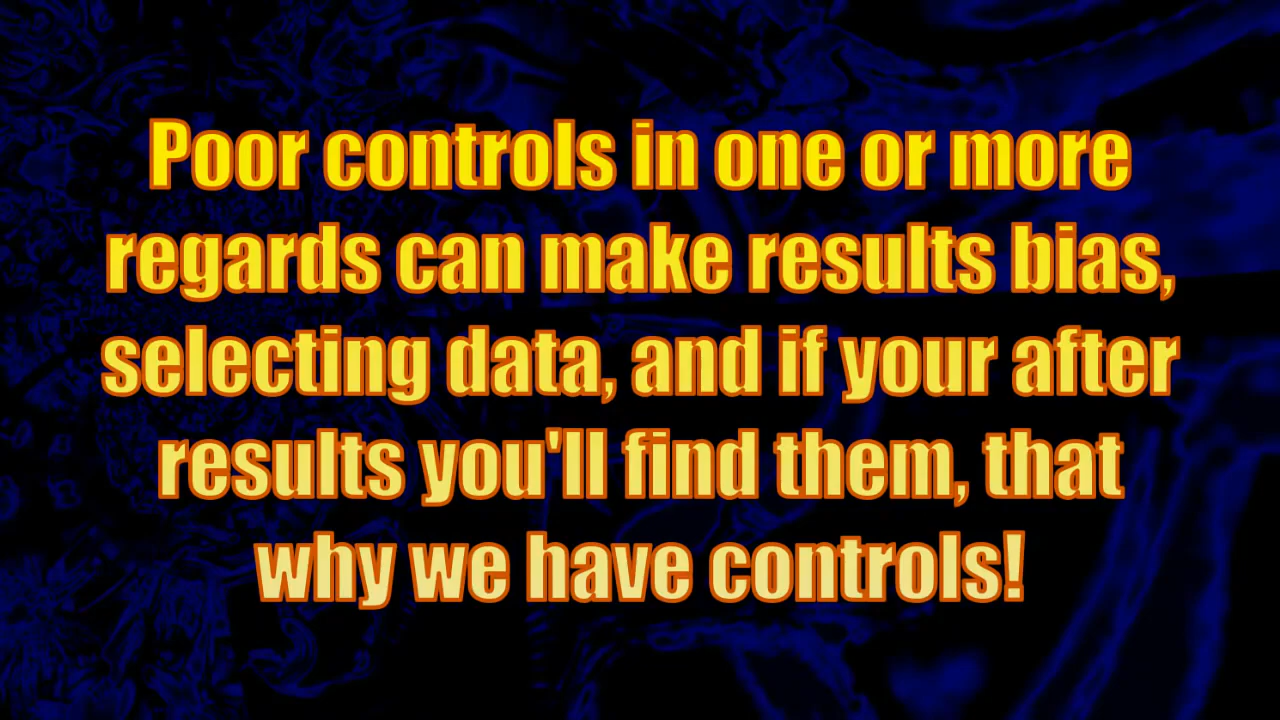 Poor controls in one or more
regards can make results bias,
selecting data, and if your after
results you'll find them, that
why we have controls!